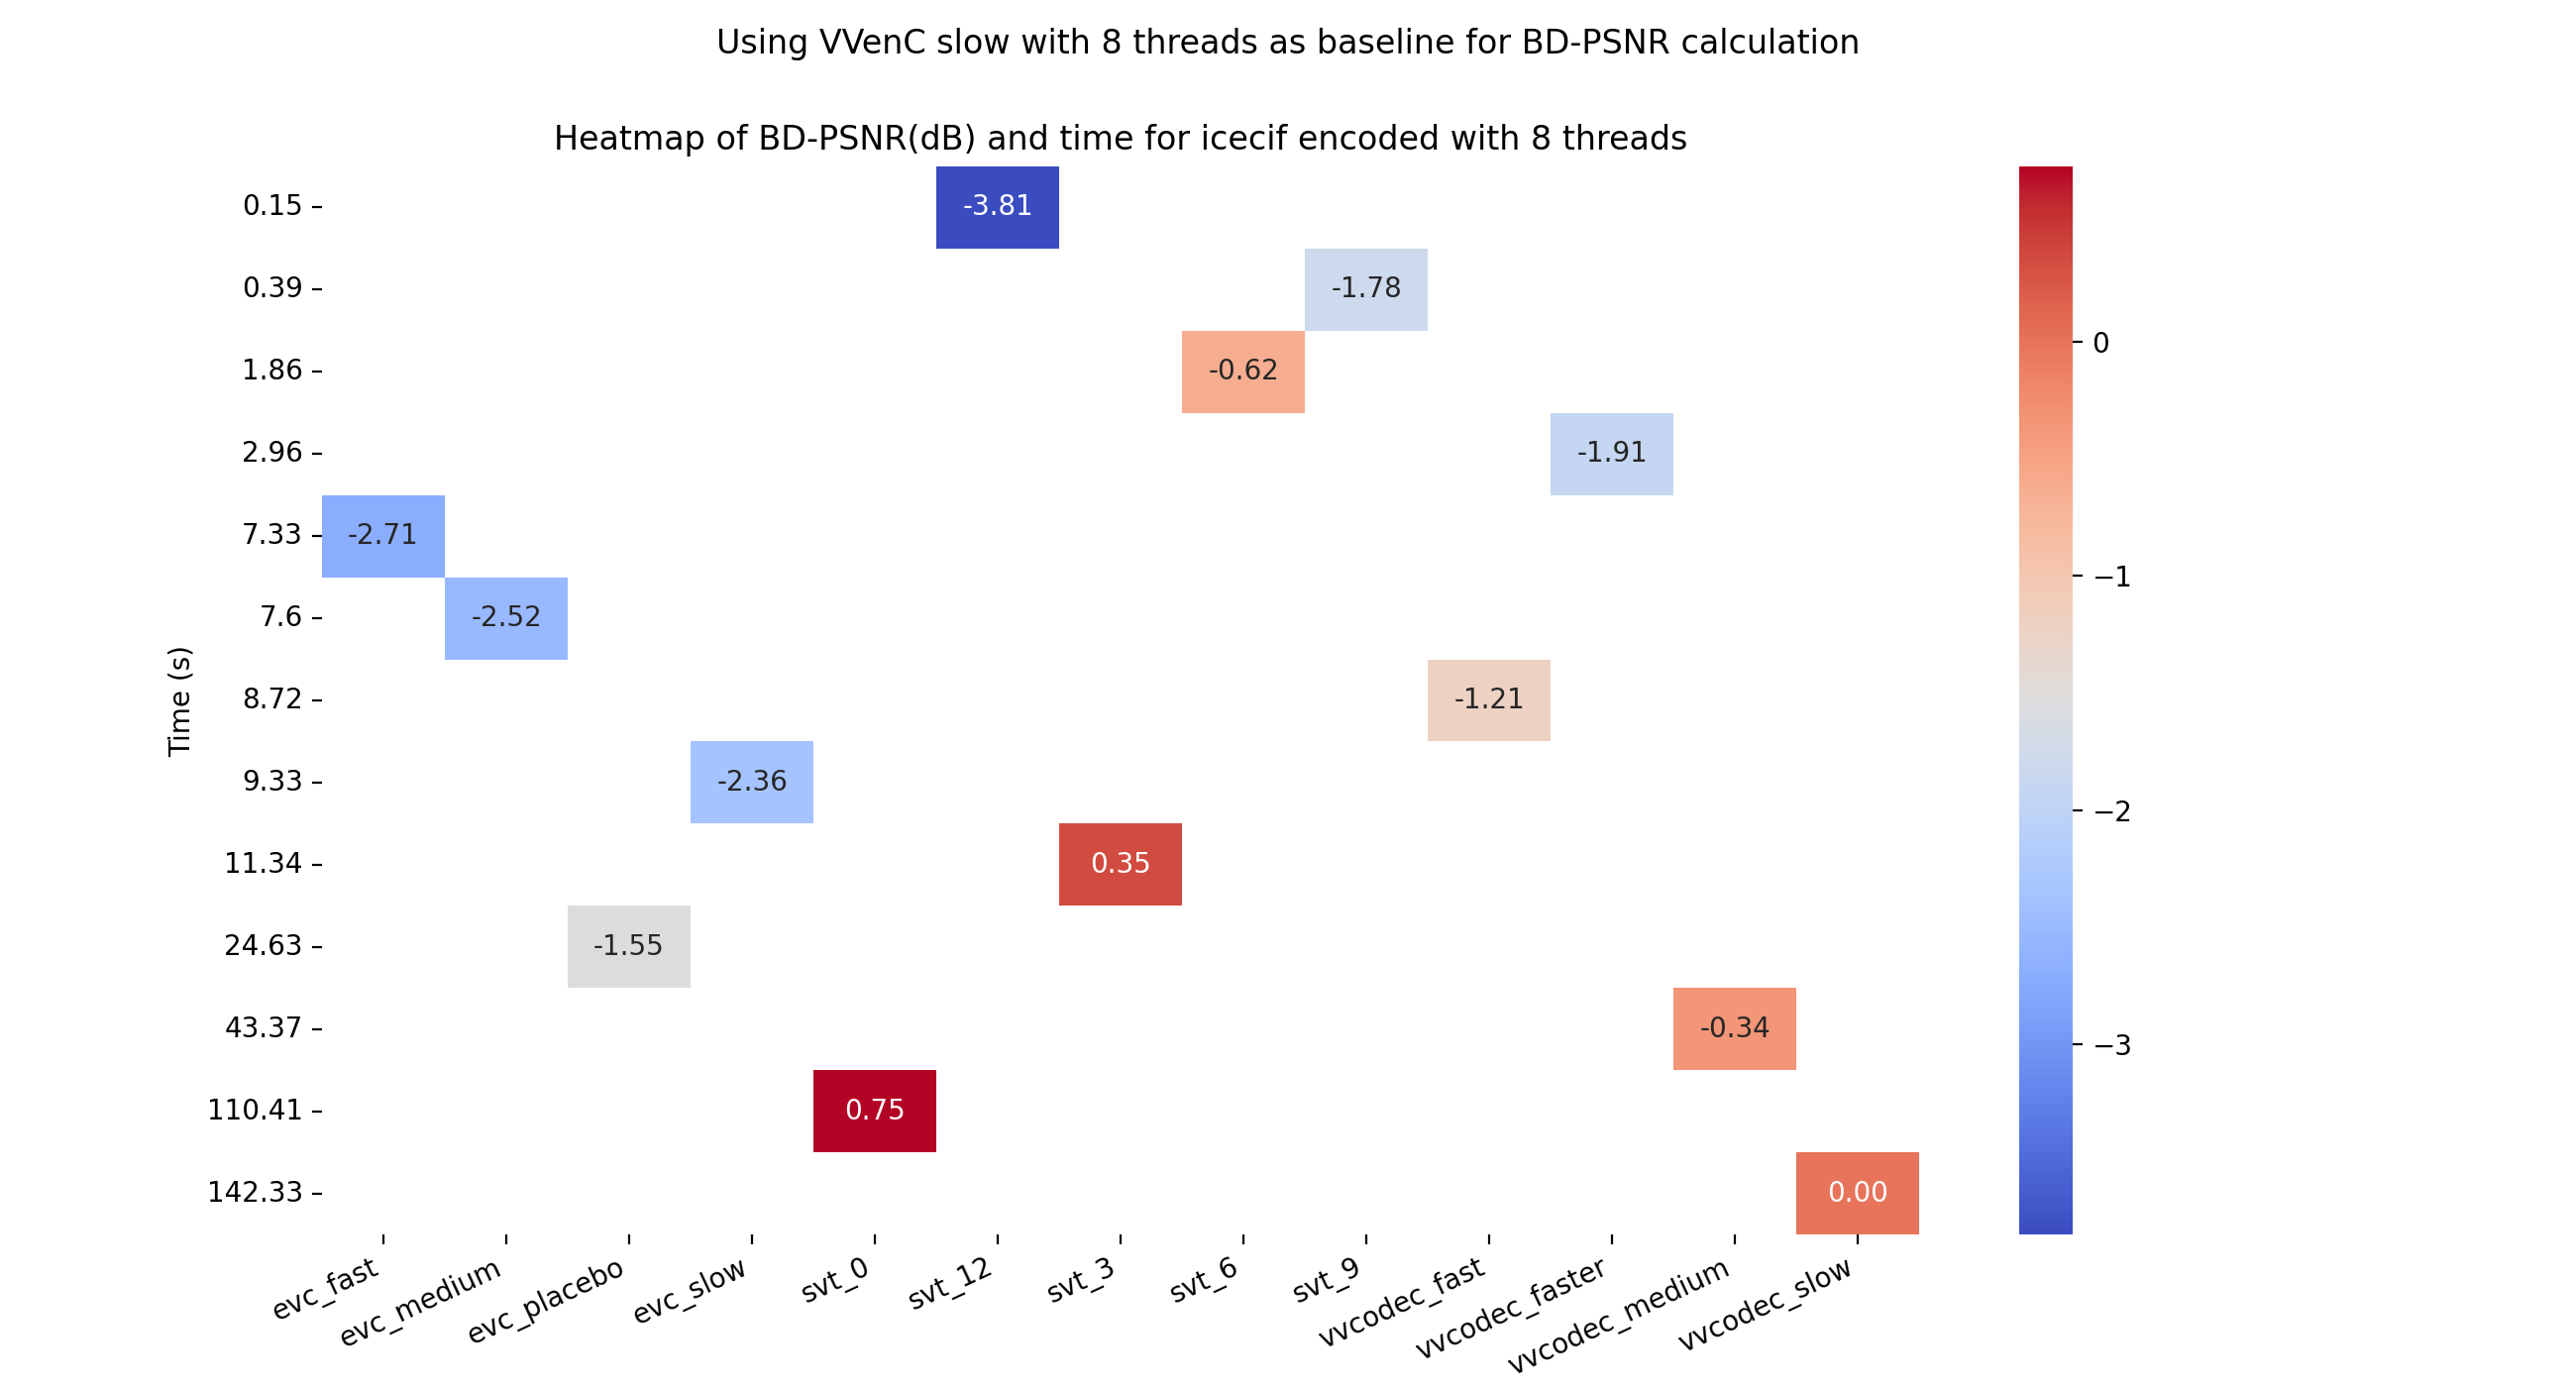 Using VVenC slow with 8 threads as baseline for BD-PSNR calculation
Heatmap of BD-PSNR(dB) and time for icecif encoded with 8 threads
Time (s)
0.15
0.39
1.86
2.96
7.33
7.6
8.72
9.33
11.34
24.63
43.37
110.41
142.33
-3.81
-1.78
-0.62
-1.91
-2.71
-2.52
-1.21
-2.36
0.35
-1.55
-0.34
0.75
0.00
evc_fast
evc_medium
evc_placebo
evc_slow
svt_0
svt_12
svt_3
svt_6
svt_9
vvcodec_fast
vvcodec_faster
vvcodec_medium
vvcodec_slow
0
−1
−2
−3